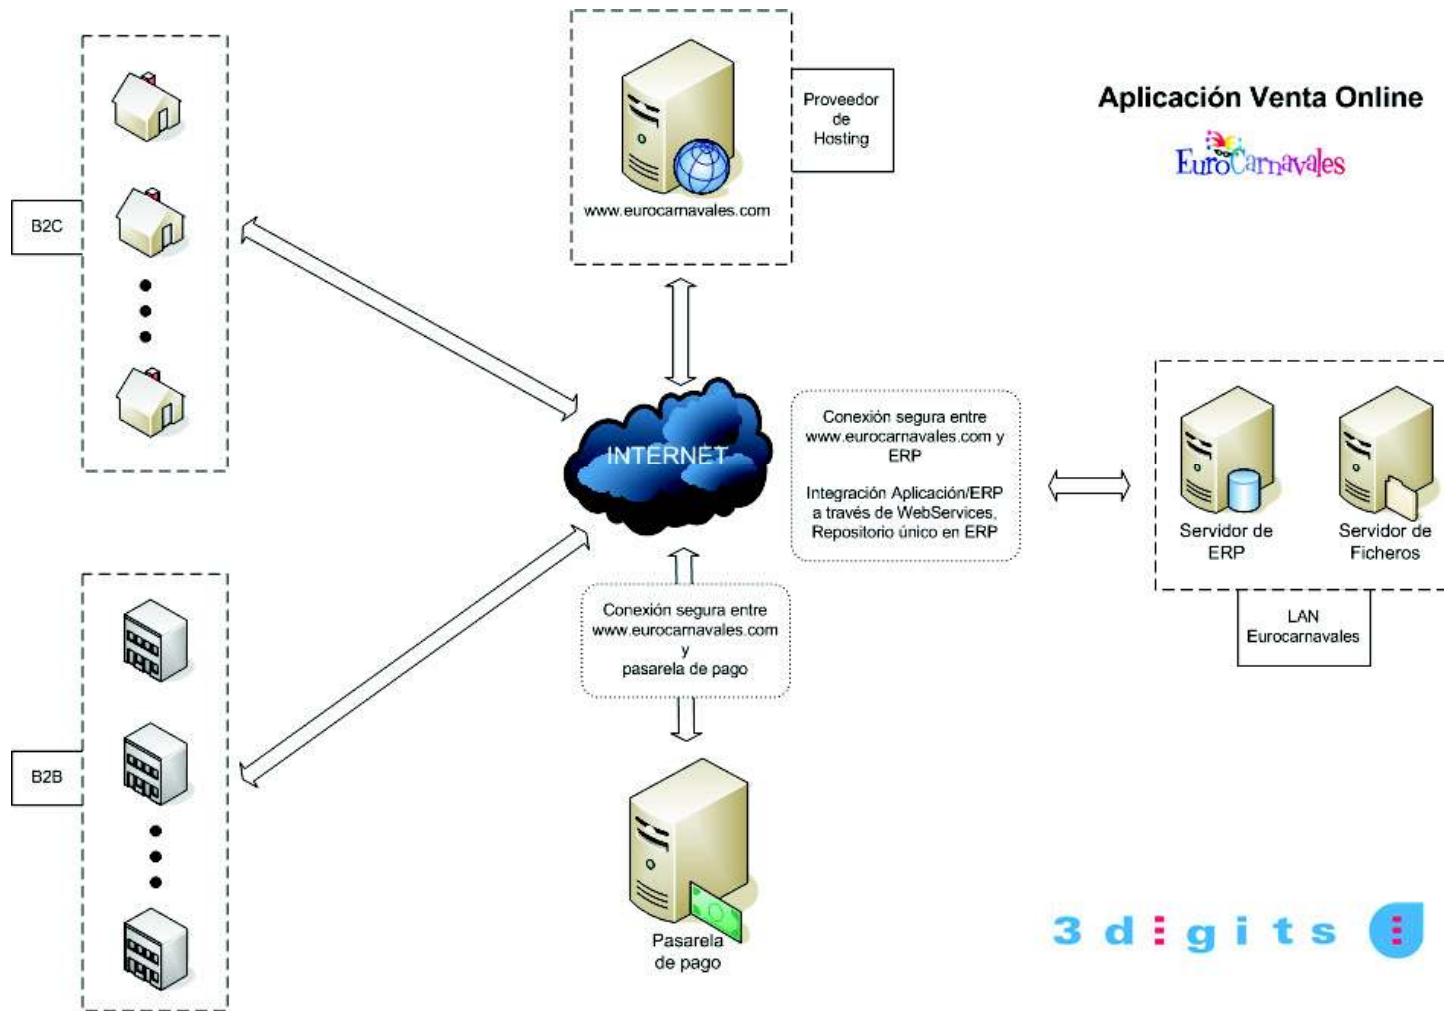 Aplicación Venta Online
EuroCarnavales
Proveedor
de
Hosting
www.eurocarnavales.com
B2C
INTERNET
Conexión segura entre
www.eurocarnavales.com y
ERP
Integración Aplicación/ERP
a través de WebServices,
Repositorio único en ERP
Servidor de
ERP
Servidor de
Ficheros
LAN
Eurocarnavales
Conexión segura entre
www.eurocarnavales.com
y
pasarela de pago
B2B
Pasarela
de pago
3digits